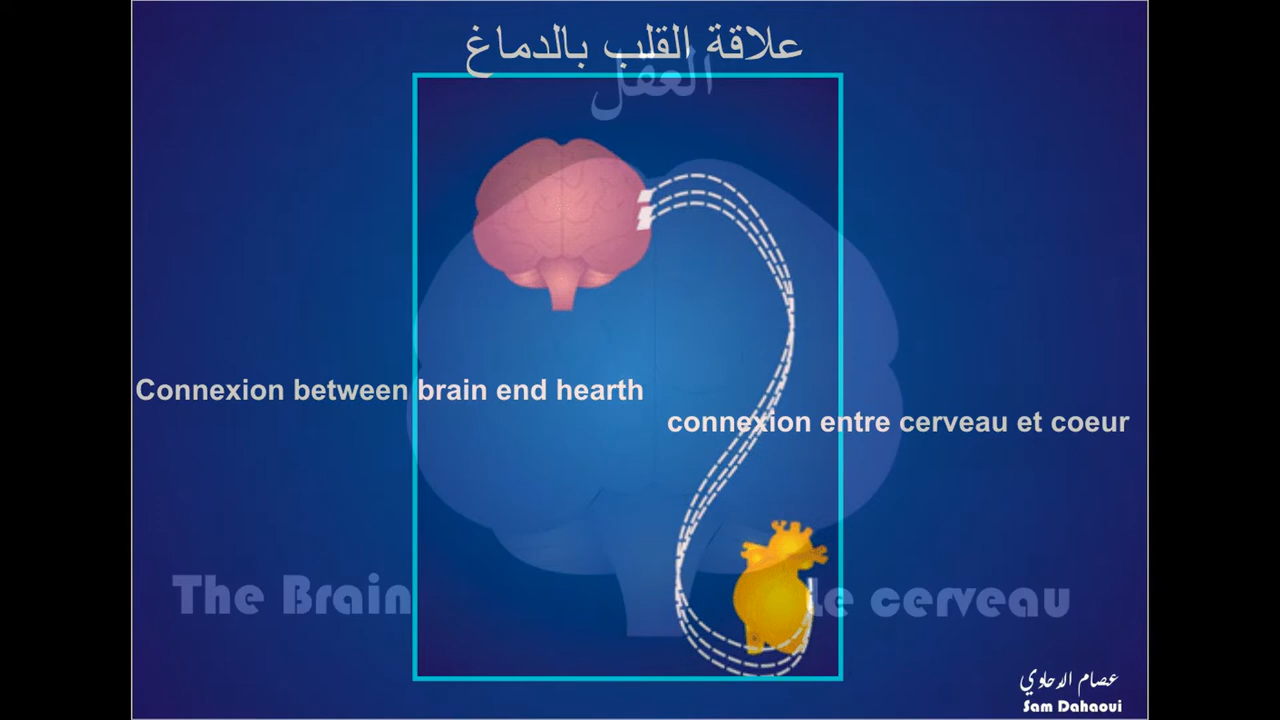 علاقة القلب بالدماغ
العقل
Connexion between brain end hearth
connexion entre cerveau et coeur
The Brain
Le cerveau
عصام الدحاوي
Sam Dahaoui